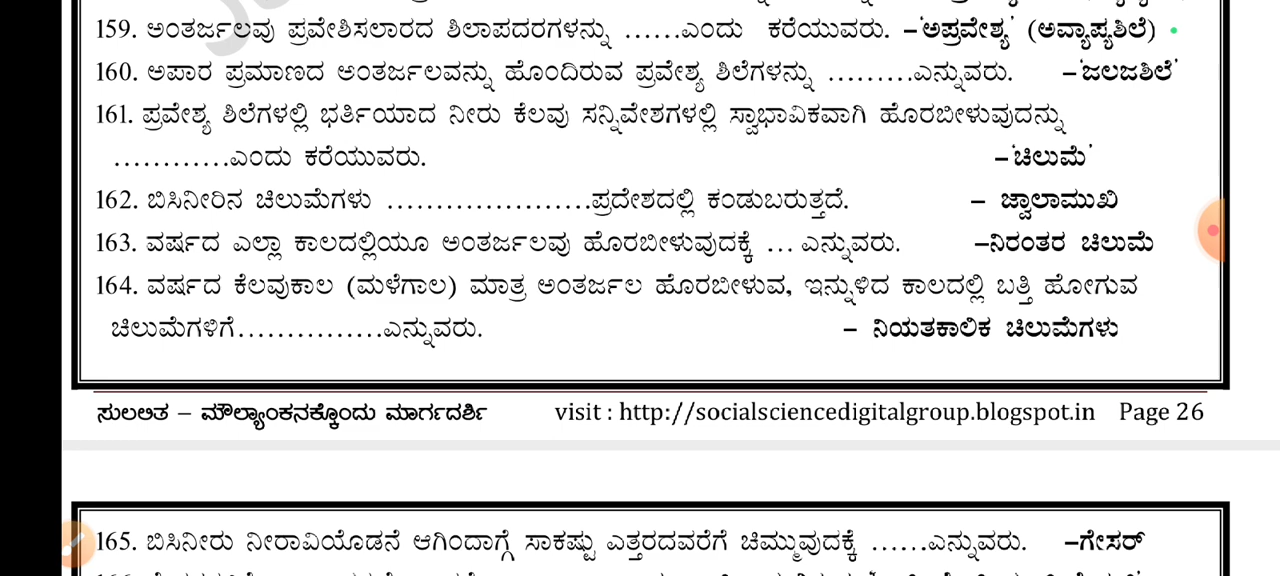 159. ಅಂತರ್ಜಲವು ಪ್ರವೇಶಿಸಲಾರದ ಶಿಲಾಪದರಗಳನ್ನು ......ಎಂದು ಕರೆಯುವರು. –‘ಅಪ್ರವೇಶ್ಯ’ (ಅವ್ಯಾಪ್ಯಶಿಲೆ)
160. ಅಪಾರ ಪ್ರಮಾಣದ ಅಂತರ್ಜಲವನ್ನು ಹೊಂದಿರುವ ಪ್ರವೇಶ್ಯ ಶಿಲೆಗಳನ್ನು .........ಎನ್ನುವರು. –‘ಜಲಜಶಿಲೆ’
161. ಪ್ರವೇಶ್ಯ ಶಿಲೆಗಳಲ್ಲಿ ಭರ್ತಿಯಾದ ನೀರು ಕೆಲವು ಸನ್ನಿವೇಶಗಳಲ್ಲಿ ಸ್ವಾಭಾವಿಕವಾಗಿ ಹೊರಬೀಳುವುದನ್ನು
............ಎಂದು ಕರೆಯುವರು. –‘ಚಿಲುಮೆ’
162. ಬಿಸಿನೀರಿನ ಚಿಲುಮೆಗಳು .....................ಪ್ರದೇಶದಲ್ಲಿ ಕಂಡುಬರುತ್ತದೆ. – ಜ್ವಾಲಾಮುಖಿ
163. ವರ್ಷದ ಎಲ್ಲಾ ಕಾಲದಲ್ಲಿಯೂ ಅಂತರ್ಜಲವು ಹೊರಬೀಳುವುದಕ್ಕೆ ... ಎನ್ನುವರು. –ನಿರಂತರ ಚಿಲುಮೆ
164. ವರ್ಷದ ಕೆಲವುಕಾಲ (ಮಳೆಗಾಲ) ಮಾತ್ರ ಅಂತರ್ಜಲ ಹೊರಬೀಳುವ, ಇನ್ನುಳಿದ ಕಾಲದಲ್ಲಿ ಬತ್ತಿ ಹೋಗುವ
ಚಿಲುಮೆಗಳಿಗೆ...............ಎನ್ನುವರು. – ನಿಯತಕಾಲಿಕ ಚಿಲುಮೆಗಳು
ಸುಲಲಿತ – ಮೌಲ್ಯಾಂಕನಕ್ಕೊಂದು ಮಾರ್ಗದರ್ಶಿ visit : http://socialsciencedigitalgroup.blogspot.in Page 26
165. ಬಿಸಿನೀರು ನೀರಾವಿಯೊಡನೆ ಆಗಿಂದಾಗ್ಗೆ ಸಾಕಷ್ಟು ಎತ್ತರದವರೆಗೆ ಚಿಮ್ಮುವುದಕ್ಕೆ ......ಎನ್ನುವರು. –ಗೇಸರ್